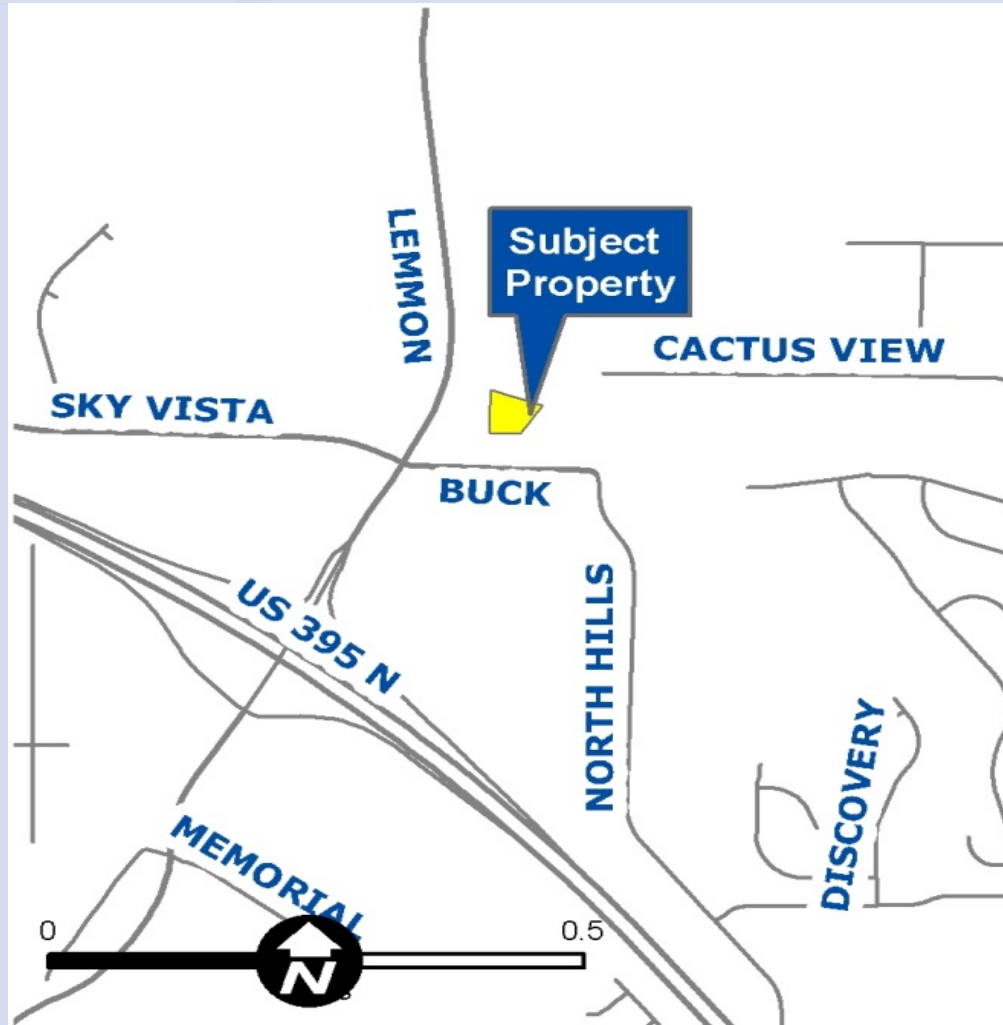 LEMMON
Subject
Property
CACTUS VIEW
SKY VISTA
BUCK
US 395 N
NORTH HILLS
DISCOVERY
MEMORIAL
0
0.5
N